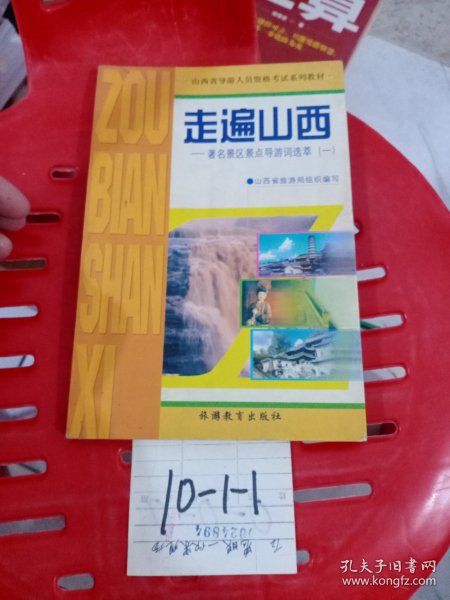 山西省导游人员资格考试系列教材
走遍山西
——著名景区景点导游词选萃（一）
●山西省旅游局组织编写
ZOU
BIAN
SHAN
XI
旅游教育出版社
10-1-1
孔夫子旧书网
www.kongfz.com